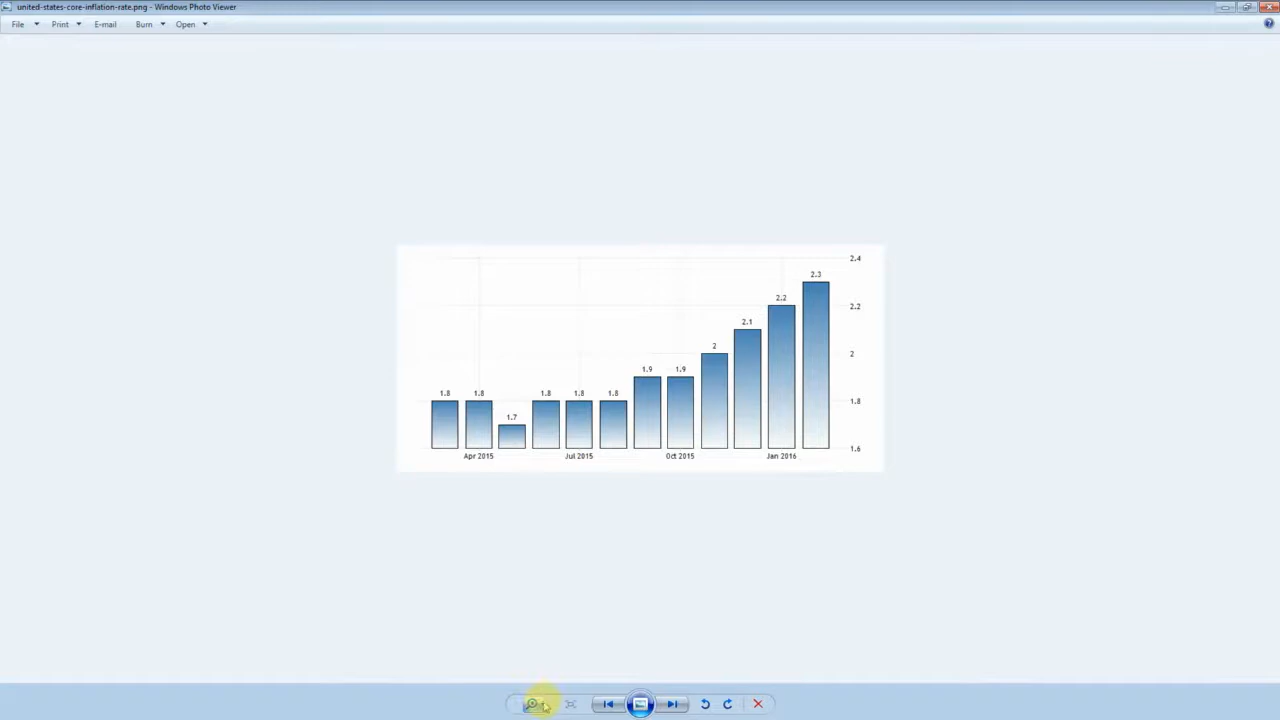 united-states-core-inflation-rate.png - Windows Photo Viewer
File Print E-mail Burn Open
2.4
2.3
2.2
2.2
2.1
2
2
1.9 1.9
1.8 1.8 1.8 1.8 1.8
1.8
1.7
1.6
Apr 2015 Jul 2015 Oct 2015 Jan 2016